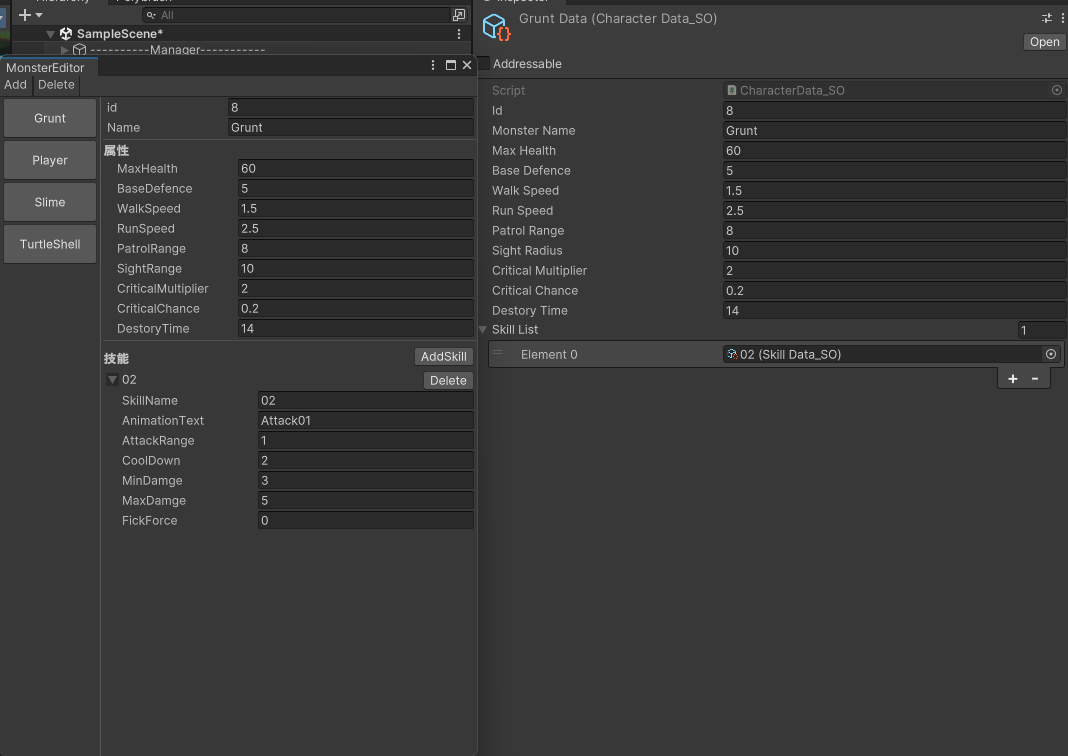 All
SampleScene*
----------Manager-----------
MonsterEditor
Add Delete
Grunt
Player
Slime
TurtleShell
id 8
Name Grunt
属性
MaxHealth 60
BaseDefence 5
WalkSpeed 1.5
RunSpeed 2.5
PatrolRange 8
SightRange 10
CriticalMultiplier 2
CriticalChance 0.2
DestoryTime 14
技能 AddSkill
02 Delete
SkillName 02
AnimationText Attack01
AttackRange 1
CoolDown 2
MinDamge 3
MaxDamge 5
FickForce 0
Grunt Data (Character Data_SO)
Open
Addressable
Script CharacterData_SO
Id 8
Monster Name Grunt
Max Health 60
Base Defence 5
Walk Speed 1.5
Run Speed 2.5
Patrol Range 8
Sight Radius 10
Critical Multiplier 2
Critical Chance 0.2
Destory Time 14
Skill List 1
Element 0 02 (Skill Data_SO)
+ -